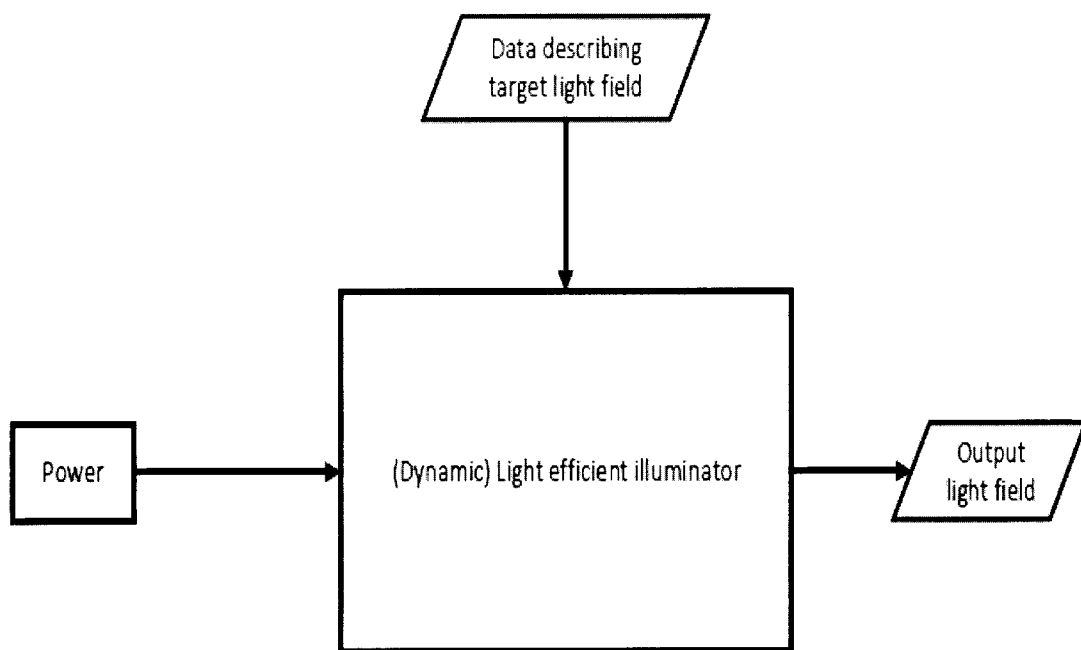 Data describing
target light field
Power
(Dynamic) Light efficient illuminator
Output
light field